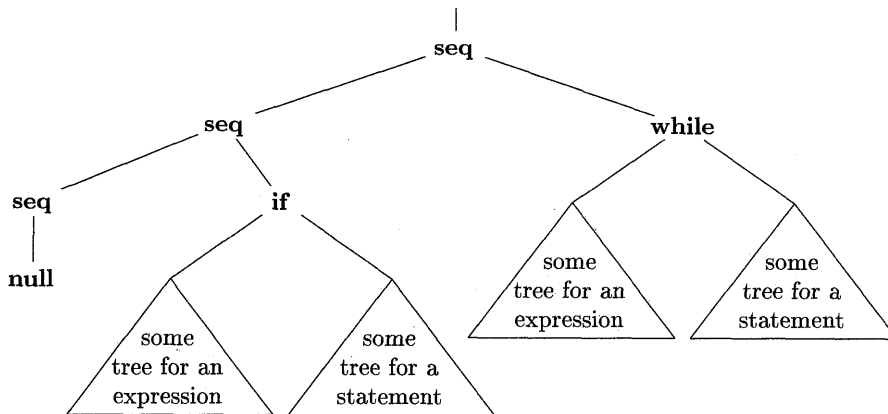 seq
seq
while
seq
if
null
some
tree for an
expression
some
tree for a
statement
some
tree for an
expression
some
tree for a
statement